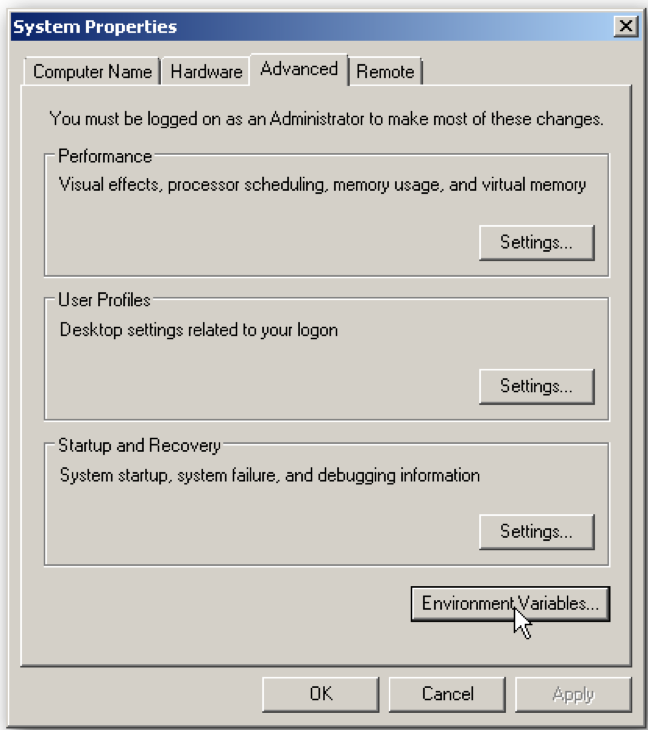 System Properties
Computer Name
Hardware
Advanced
Remote
You must be logged on as an Administrator to make most of these changes.
Performance
Visual effects, processor scheduling, memory usage, and virtual memory
Settings...
User Profiles
Desktop settings related to your logon
Settings...
Startup and Recovery
System startup, system failure, and debugging information
Settings...
Environment Variables...
OK
Cancel
Apply